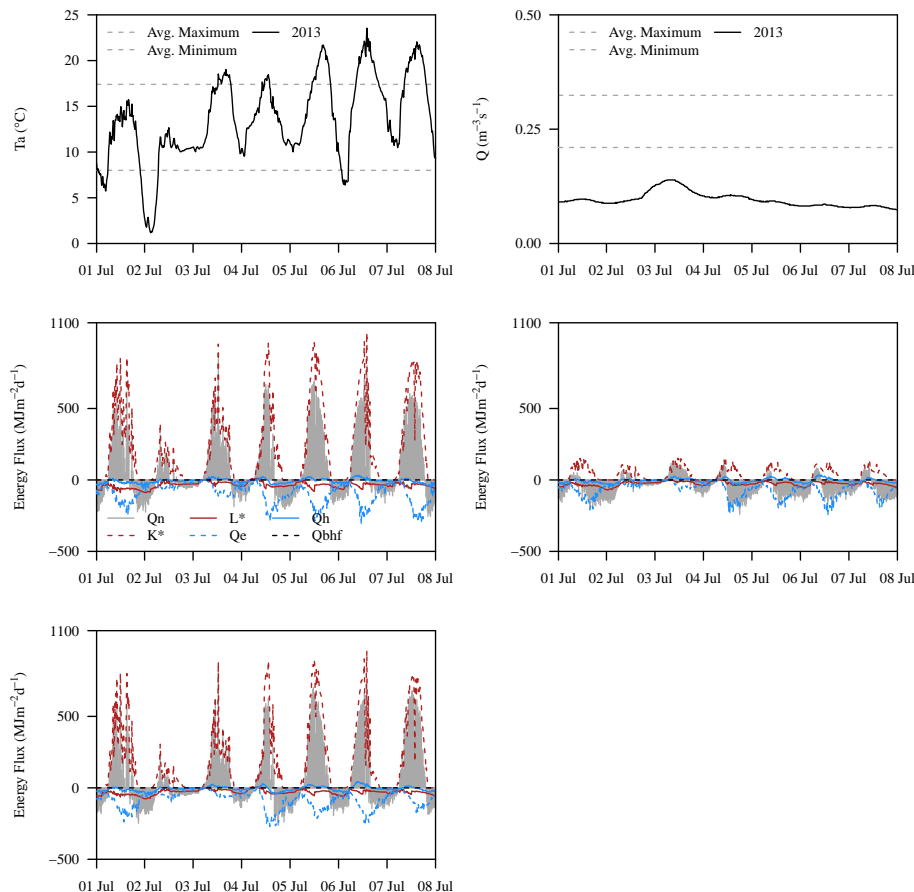 Avg. Maximum 2013
Avg. Minimum
25
20
15
10
5
0
Ta (°C)
01 Jul 02 Jul 03 Jul 04 Jul 05 Jul 06 Jul 07 Jul 08 Jul
Avg. Maximum 2013
Avg. Minimum
0.50
0.25
0.00
Q (m⁻³s⁻¹)
01 Jul 02 Jul 03 Jul 04 Jul 05 Jul 06 Jul 07 Jul 08 Jul
1100
500
0
−500
Energy Flux (MJm⁻²d⁻¹)
Qn L* Qh
K* Qe Qbhf
01 Jul 02 Jul 03 Jul 04 Jul 05 Jul 06 Jul 07 Jul 08 Jul
1100
500
0
−500
Energy Flux (MJm⁻²d⁻¹)
01 Jul 02 Jul 03 Jul 04 Jul 05 Jul 06 Jul 07 Jul 08 Jul
1100
500
0
−500
Energy Flux (MJm⁻²d⁻¹)
01 Jul 02 Jul 03 Jul 04 Jul 05 Jul 06 Jul 07 Jul 08 Jul